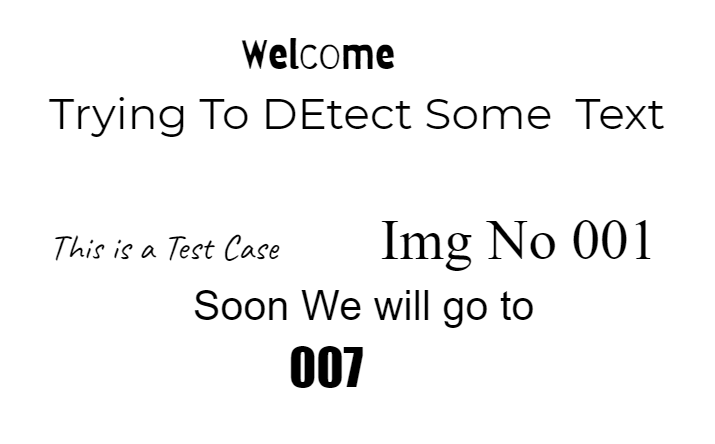 Welcome
Trying To DEtect Some Text
This is a Test Case
Img No 001
Soon We will go to
007